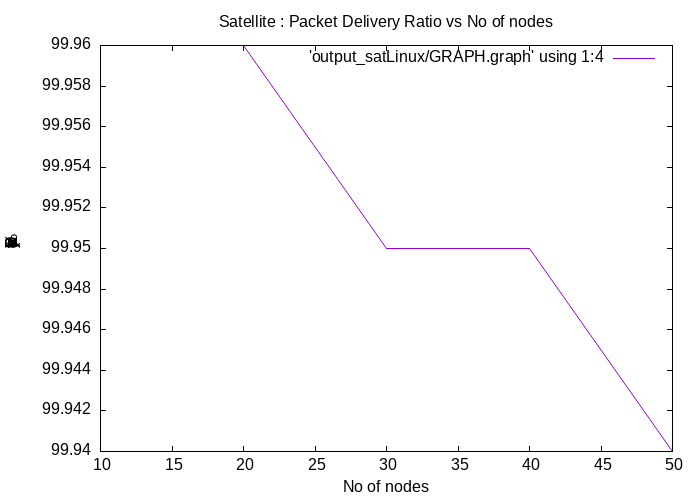 Satellite : Packet Delivery Ratio vs No of nodes
'output_satLinux/GRAPH.graph' using 1:4
99.96
99.958
99.956
99.954
99.952
99.95
99.948
99.946
99.944
99.942
99.94
10 15 20 25 30 35 40 45 50
No of nodes